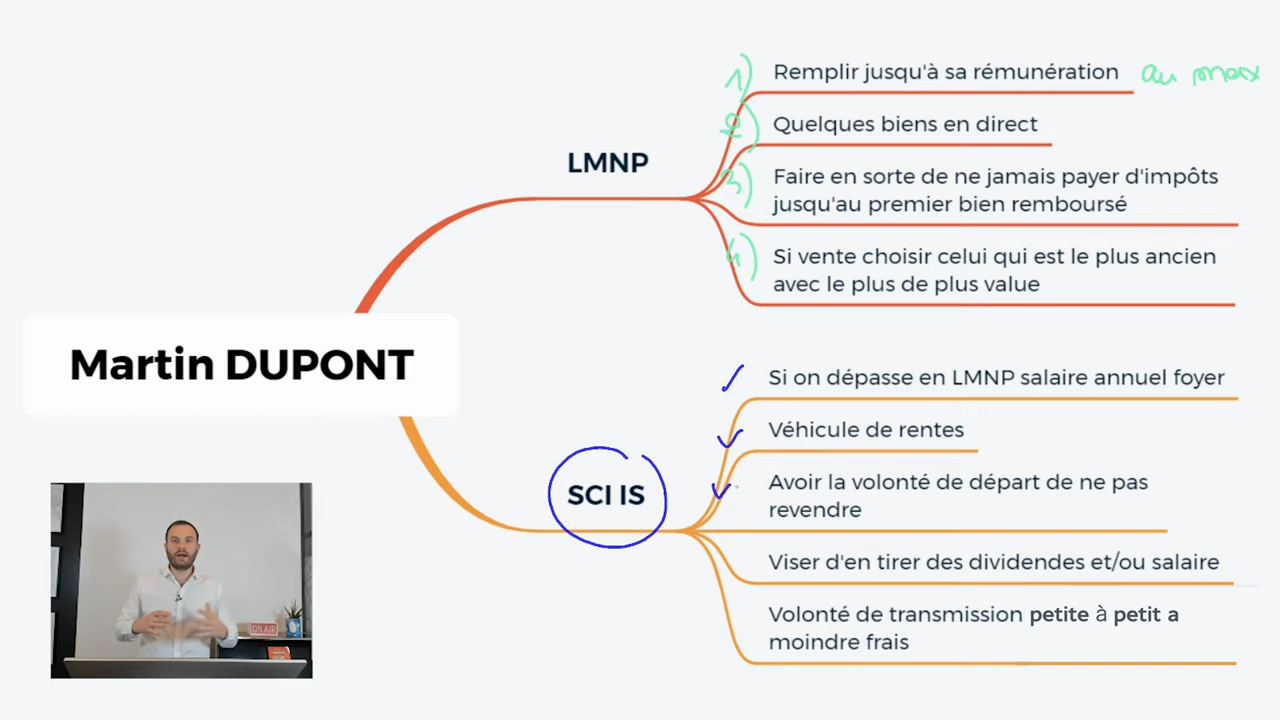 LMNP
1) Remplir jusqu'à sa rémunération au max
2) Quelques biens en direct
3) Faire en sorte de ne jamais payer d'impôts
jusqu'au premier bien remboursé
4) Si vente choisir celui qui est le plus ancien
avec le plus de plus value
Martin DUPONT
SCI IS
Si on dépasse en LMNP salaire annuel foyer
Véhicule de rentes
Avoir la volonté de départ de ne pas
revendre
Viser d'en tirer des dividendes et/ou salaire
Volonté de transmission petite à petit a
moindre frais
ON AIR